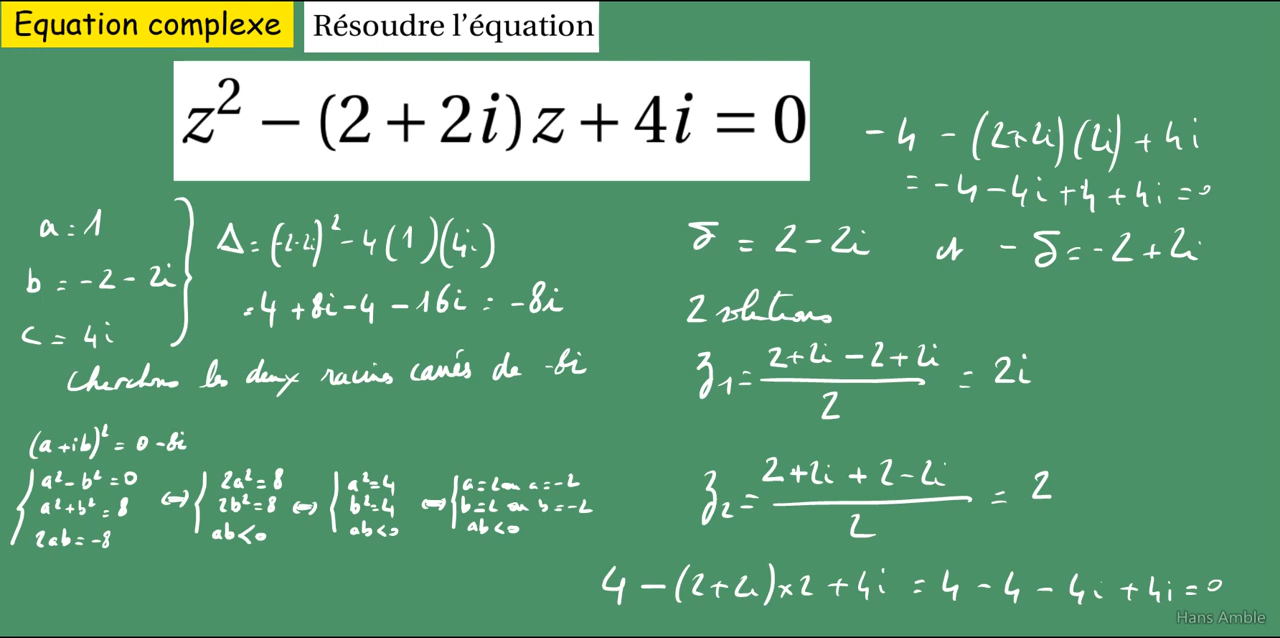 Equation complexe
Résoudre l'équation
z² − (2 + 2i)z + 4i = 0
a = 1
b = -2 - 2i
c = 4i
Δ = (-2-2i)² - 4(1)(4i)
= 4 + 8i - 4 - 16i = -8i
Cherchons les deux racines carrés de -8i
(a+ib)² = 0 - 8i
a² - b² = 0
a² + b² = 8
2ab = -8
⇔
2a² = 8
2b² = 8
ab < 0
⇔
a² = 4
b² = 4
ab < 0
⇔
a = 2 ou a = -2
b = 2 ou b = -2
ab < 0
-4 - (2+2i)(2i) + 4i
= -4 - 4i + 4 + 4i = 0
δ = 2 - 2i et -δ = -2 + 2i
2 solutions
z₁ = (2+2i - 2+2i)/2 = 2i
z₂ = (2+2i + 2-2i)/2 = 2
4 - (2+2i)×2 + 4i = 4 - 4 - 4i + 4i = 0
Hans Amble